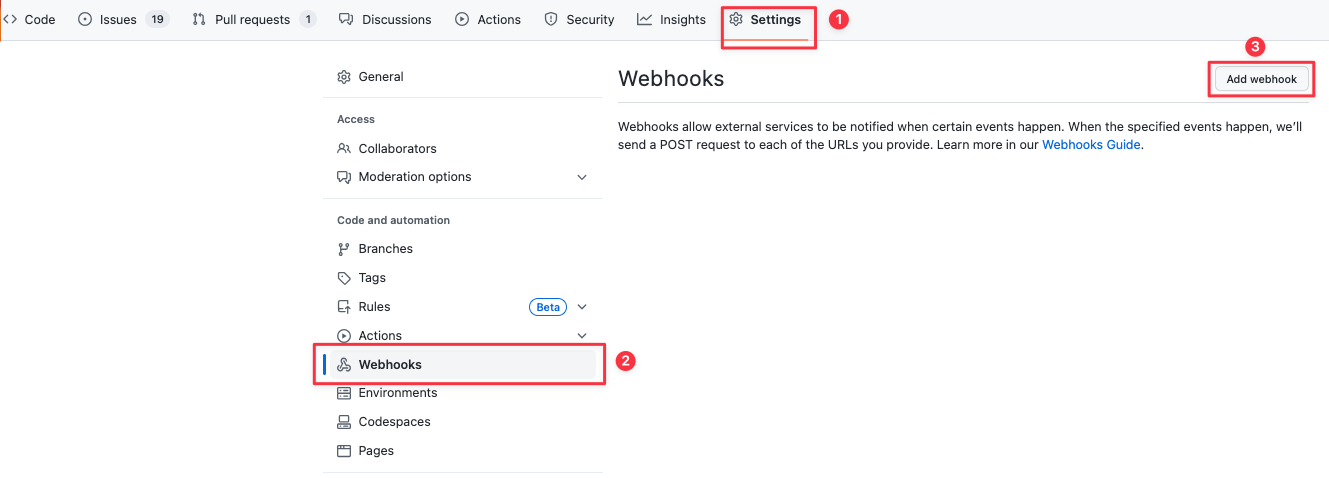 Code Issues 19 Pull requests 1 Discussions Actions Security Insights Settings 1
General
Access
Collaborators
Moderation options
Code and automation
Branches
Tags
Rules Beta
Actions
Webhooks 2
Environments
Codespaces
Pages
3
Webhooks Add webhook
Webhooks allow external services to be notified when certain events happen. When the specified events happen, we’ll
send a POST request to each of the URLs you provide. Learn more in our Webhooks Guide.